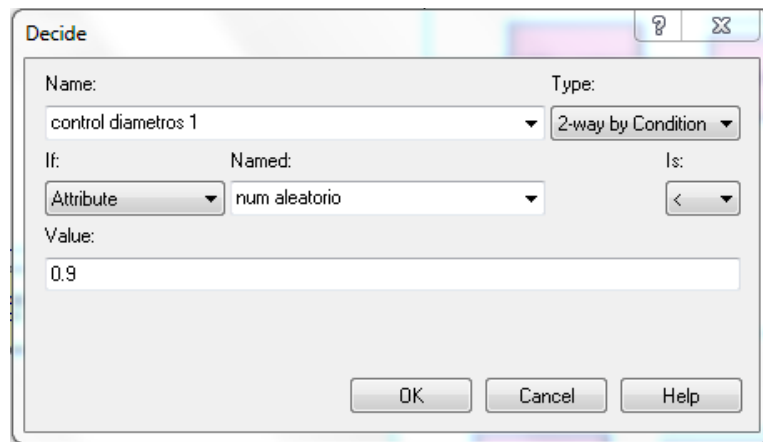 Decide
Name: Type:
control diametros 1 2-way by Condition
If: Named: Is:
Attribute num aleatorio <
Value:
0.9
OK Cancel Help